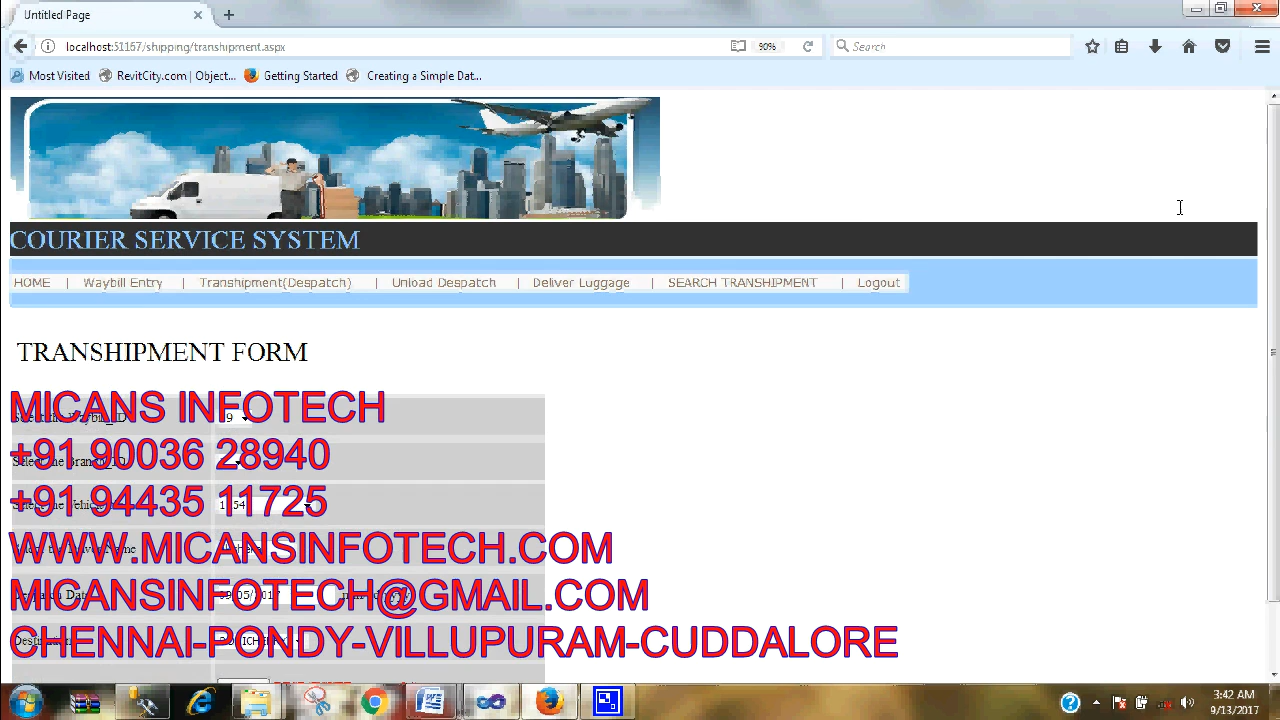 Untitled Page
localhost:51157/shipping/transhipment.aspx
90%
Search
Most Visited
RevitCity.com | Object...
Getting Started
Creating a Simple Dat...
COURIER SERVICE SYSTEM
HOME | Waybill Entry | Transhipment(Despatch) | Unload Despatch | Deliver Luggage | SEARCH TRANSHIPMENT | Logout
TRANSHIPMENT FORM
MICANS INFOTECH
+91 90036 28940
+91 94435 11725
WWW.MICANSINFOTECH.COM
MICANSINFOTECH@GMAIL.COM
CHENNAI-PONDY-VILLUPURAM-CUDDALORE
3:42 AM
9/13/2017